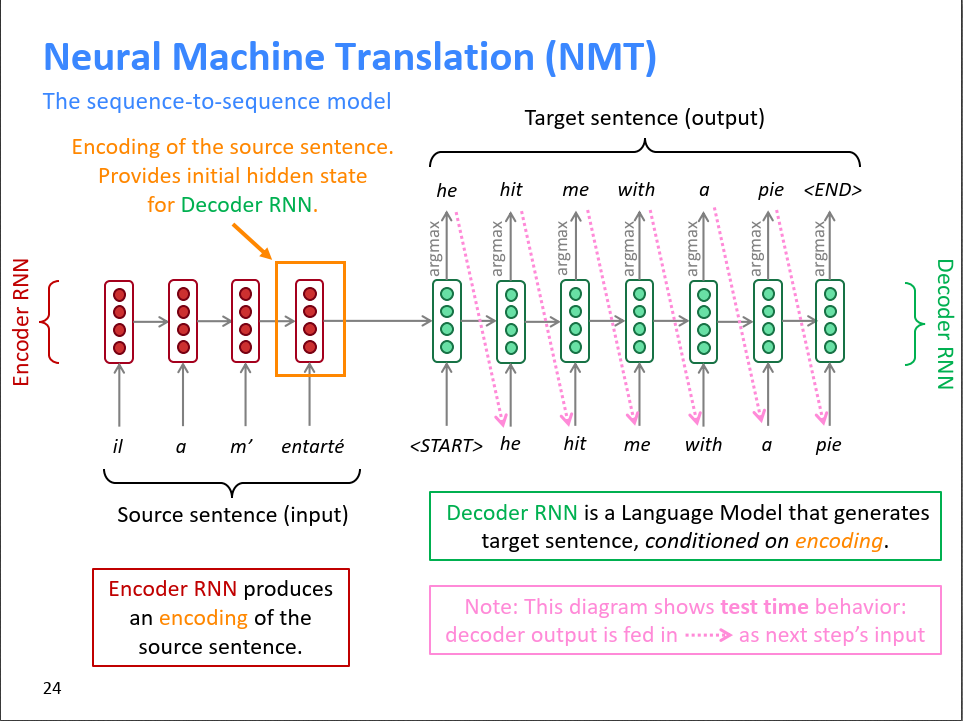 Neural Machine Translation (NMT)
The sequence-to-sequence model
Encoding of the source sentence.
Provides initial hidden state
for Decoder RNN.
Target sentence (output)
he hit me with a pie <END>
argmax argmax argmax argmax argmax argmax argmax
Encoder RNN
Decoder RNN
il a m’ entarté <START> he hit me with a pie
Source sentence (input)
Decoder RNN is a Language Model that generates
target sentence, conditioned on encoding.
Encoder RNN produces
an encoding of the
source sentence.
Note: This diagram shows test time behavior:
decoder output is fed in as next step’s input
24